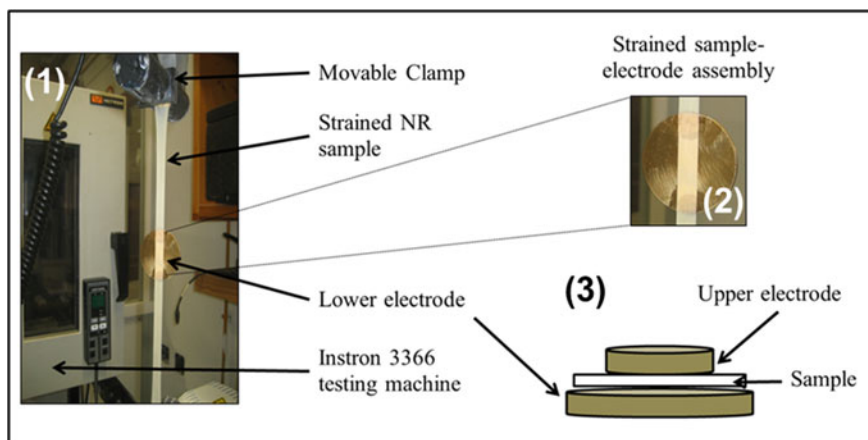 (1)
Movable Clamp
Strained NR
sample
Lower electrode
Instron 3366
testing machine
Strained sample-
electrode assembly
(2)
(3)
Upper electrode
Sample